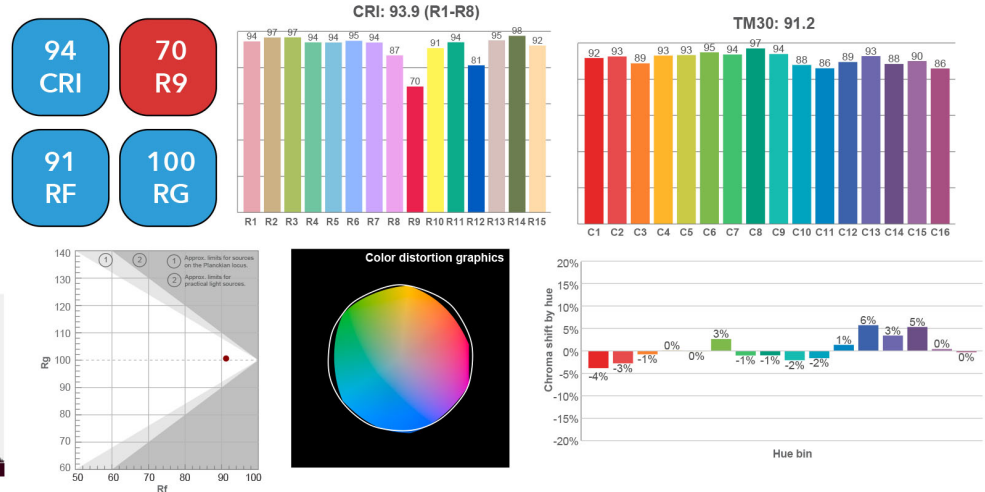 94
CRI
70
R9
91
RF
100
RG
CRI: 93.9 (R1-R8)
94 97 97 94 94 95 94 87 70 91 94 81 95 98 92
R1 R2 R3 R4 R5 R6 R7 R8 R9 R10 R11 R12 R13 R14 R15
TM30: 91.2
92 93 89 93 93 95 94 97 94 88 86 89 93 88 90 86
C1 C2 C3 C4 C5 C6 C7 C8 C9 C10 C11 C12 C13 C14 C15 C16
140
130
120
110
100
90
80
70
60
Rg
1 2
1 Approx. limits for sources
on the Planokian locus.
2 Approx. limits for
practical light sources.
50 60 70 80 90 100
Rf
Color distortion graphics
Chroma shift by hue
20%
15%
10%
5%
0%
-5%
-10%
-15%
-20%
-4% -3% -1% 0% 0% 3% -1% -1% -2% -2% 1% 6% 3% 5% 0% -0%
Hue bin